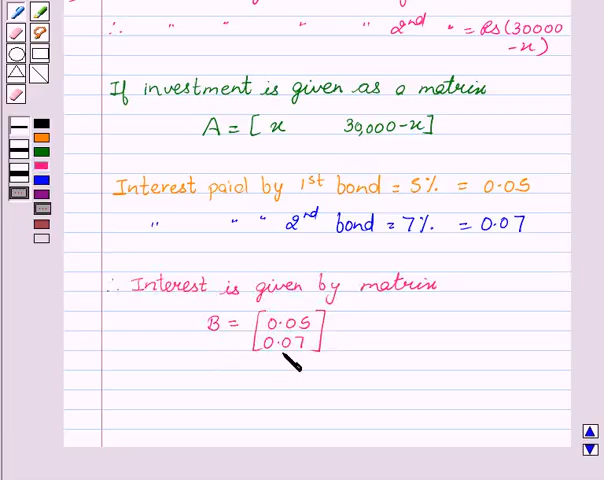 ∴ " " " " 2nd " = Rs (30000
- x)
If investment is given as a matrix
A = [ x 30,000 - x ]
Interest paid by 1st bond = 5% = 0.05
" " " 2nd bond = 7% = 0.07
∴ Interest is given by matrix
B = [ 0.05
0.07 ]